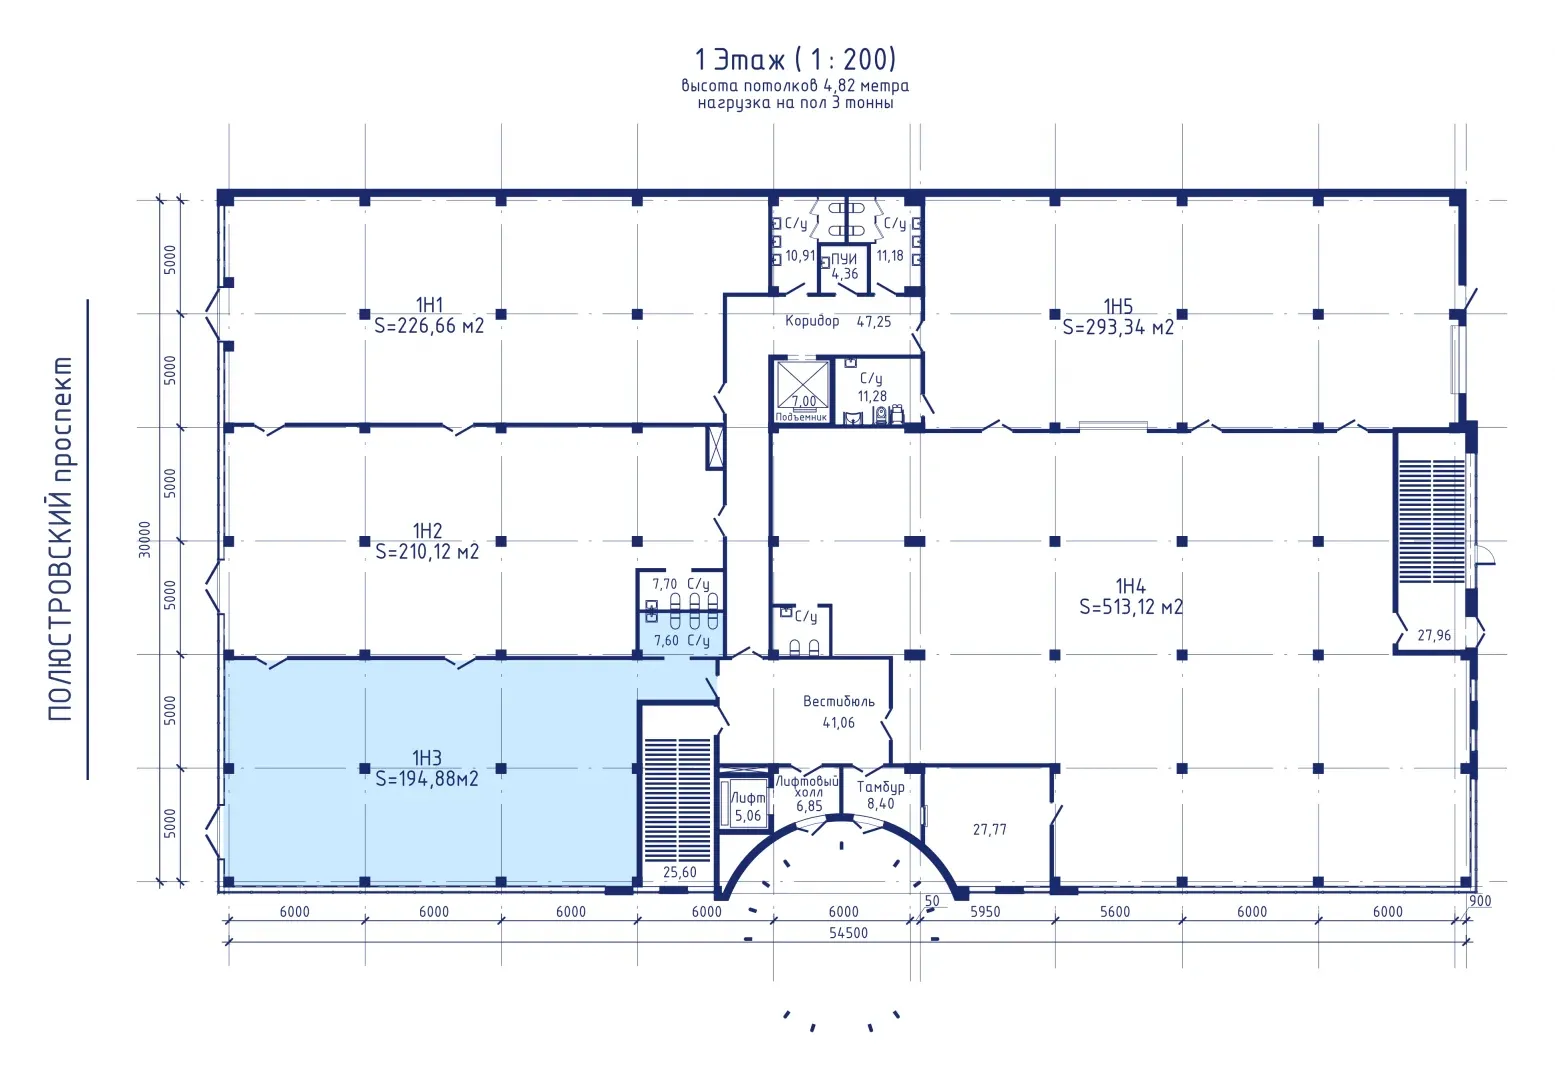 1 Этаж ( 1 : 200)
высота потолков 4,82 метра
нагрузка на пол 3 тонны
ПОЛЮСТРОВСКИЙ проспект
30000
5000
5000
5000
5000
5000
5000
1Н1
S=226,66 м2
С/у
10,91
ПУИ
4,36
С/у
11,18
Коридор 47,25
7,00
Подъемник
С/у
11,28
1Н5
S=293,34 м2
1Н2
S=210,12 м2
7,70 С/у
7,60 С/у
С/у
1Н4
S=513,12 м2
27,96
1Н3
S=194,88м2
Вестибюль
41,06
Лифт
5,06
Лифтовый
холл
6,85
Тамбур
8,40
27,77
25,60
6000
6000
6000
6000
6000
50
5950
5600
6000
6000
900
54500